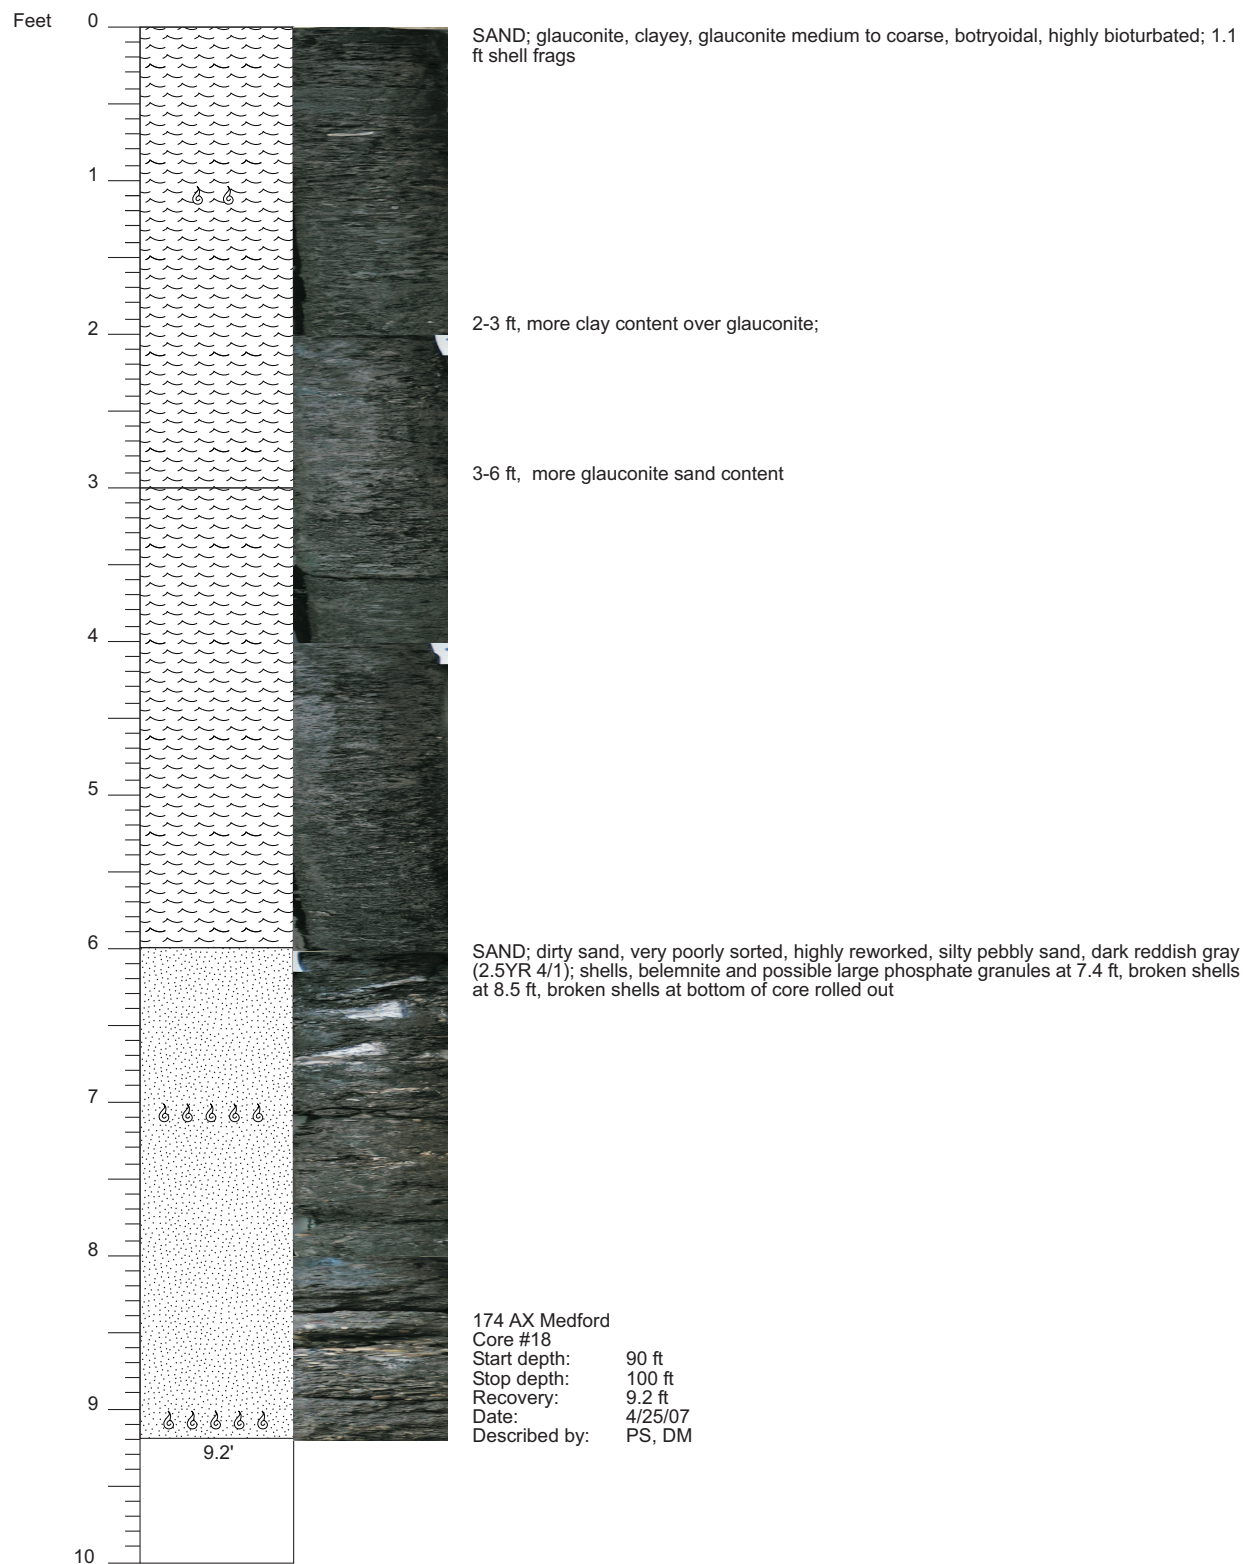 Feet
0
SAND; glauconite, clayey, glauconite medium to coarse, botryoidal, highly bioturbated; 1.1
ft shell frags
1
2
2-3 ft, more clay content over glauconite;
3
3-6 ft,  more glauconite sand content
4
5
6
SAND; dirty sand, very poorly sorted, highly reworked, silty pebbly sand, dark reddish gray
(2.5YR 4/1); shells, belemnite and possible large phosphate granules at 7.4 ft, broken shells
at 8.5 ft, broken shells at bottom of core rolled out
7
8
174 AX Medford
Core #18
Start depth: 90 ft
Stop depth: 100 ft
Recovery: 9.2 ft
9
Date: 4/25/07
Described by: PS, DM
9.2'
10